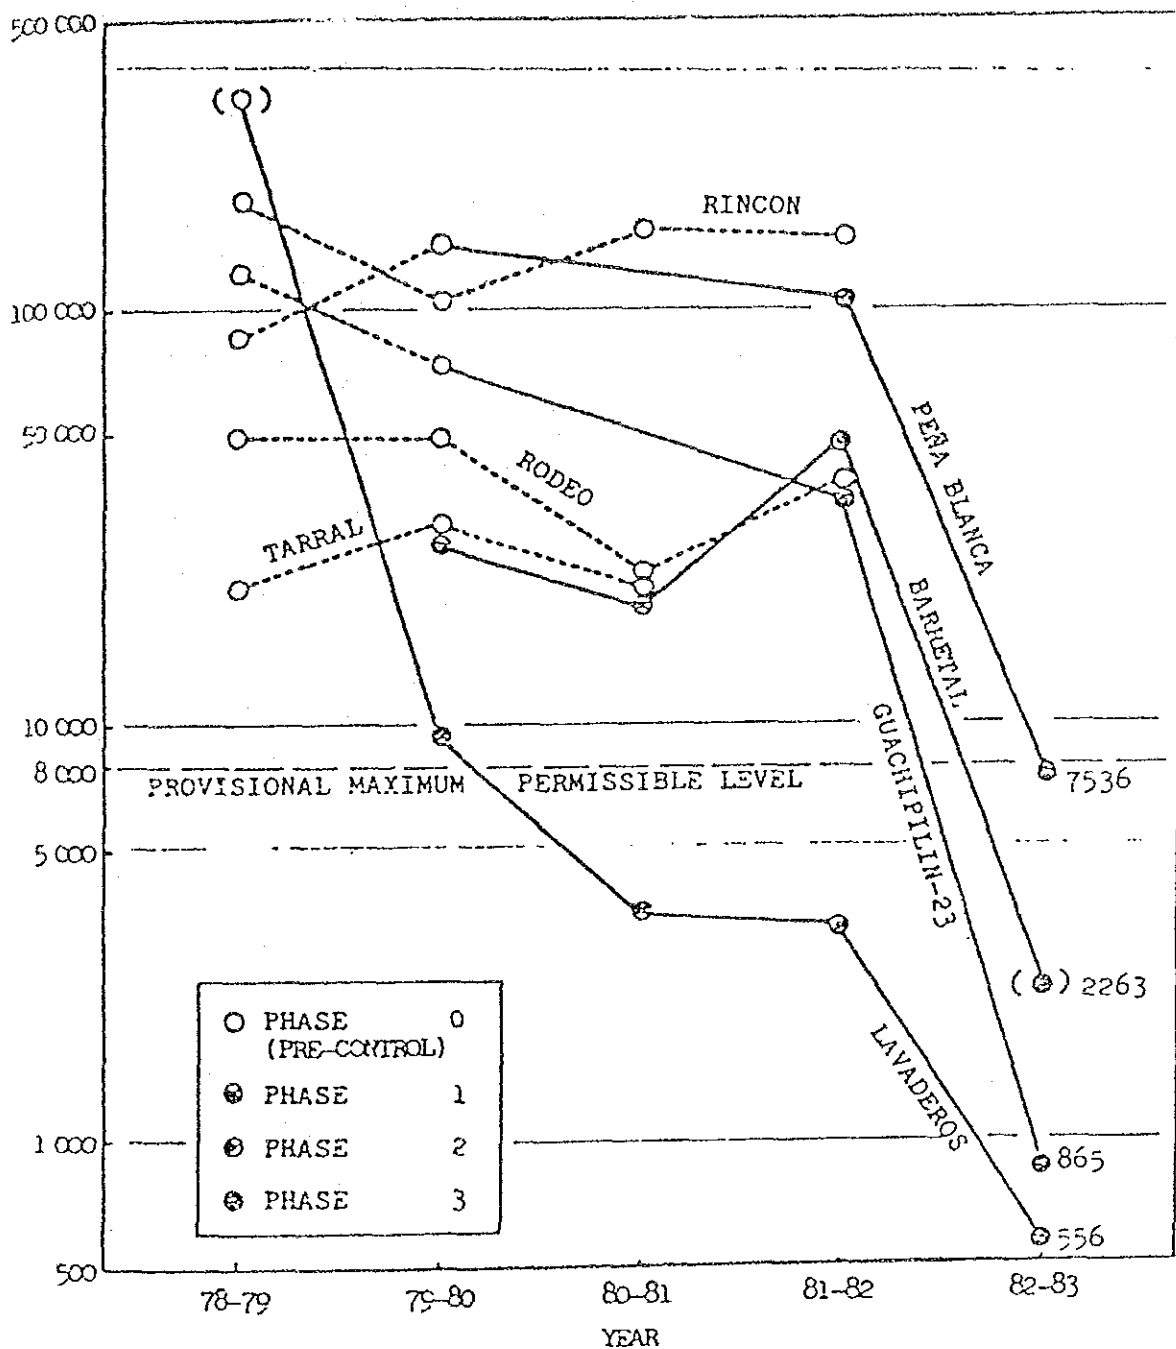 500 000
RINCON
100 000
50 000
PEÑA BLANCA
RODEO
TARRAL
BARRETAL
GUACHIPILIN-23
10 000
8 000
PROVISIONAL MAXIMUM PERMISSIBLE LEVEL
7536
5 000
( ) 2263
LAVADEROS
PHASE 0
(PRE-CONTROL)
PHASE 1
PHASE 2
PHASE 3
1 000
865
556
500
78-79 79-80 80-81 81-82 82-83
YEAR